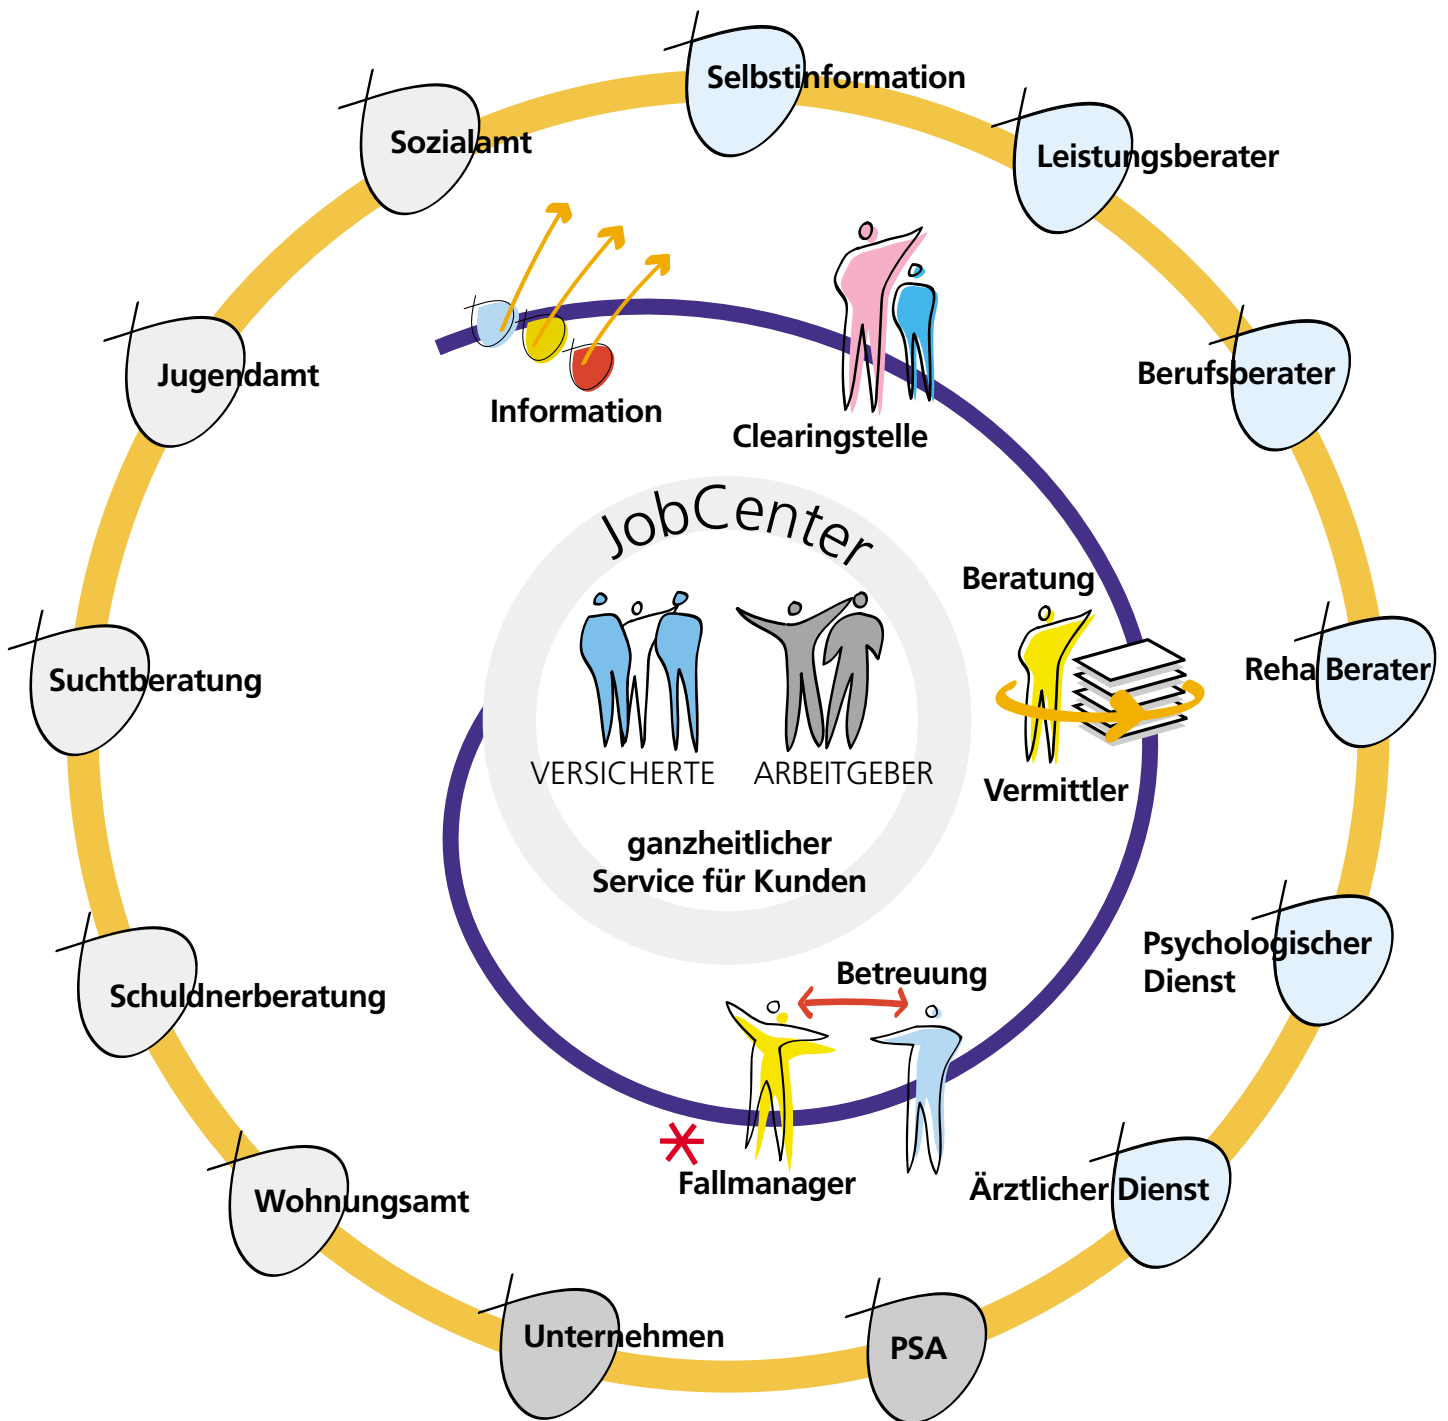 Selbstinformation
Sozialamt
Leistungsberater
Jugendamt
Berufsberater
Information
Clearingstelle
JobCenter
Beratung
Suchtberatung
Reha Berater
VERSICHERTE
ARBEITGEBER
Vermittler
ganzheitlicher
Service für Kunden
Psychologischer
Dienst
Betreuung
Schuldnerberatung
Fallmanager
Ärztlicher Dienst
Wohnungsamt
Unternehmen
PSA